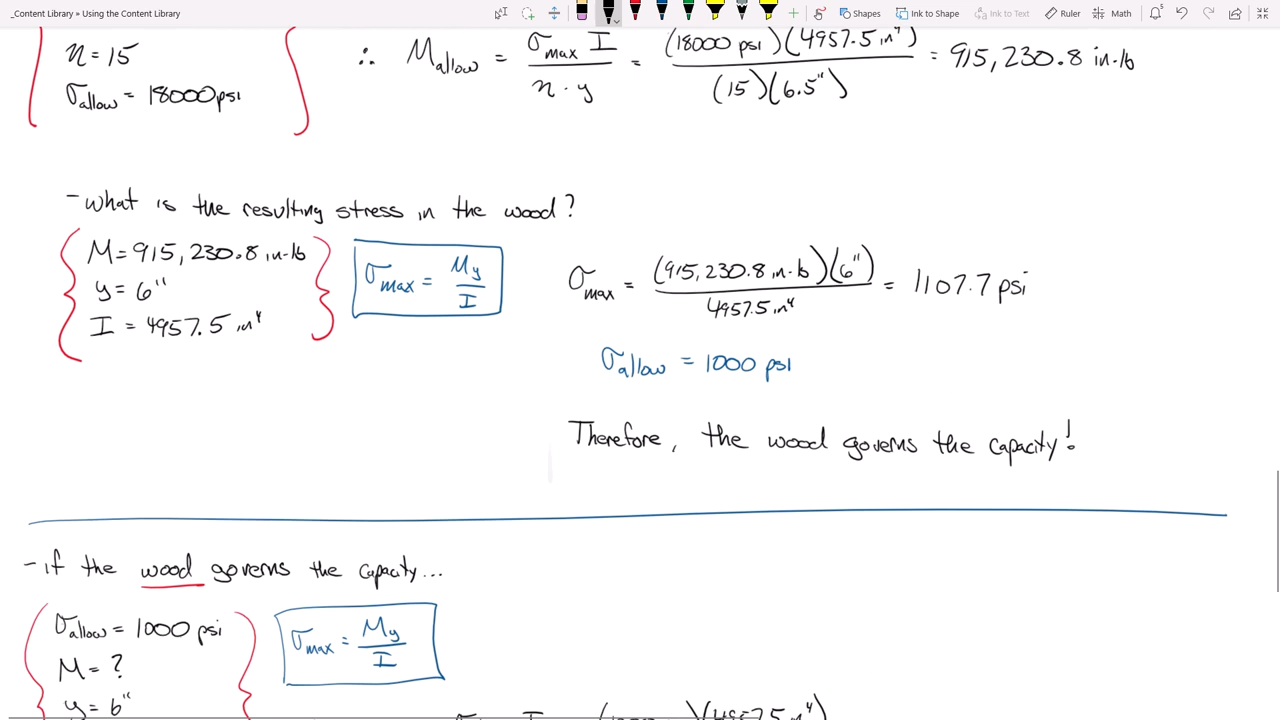 _Content Library » Using the Content Library
Shapes Ink to Shape Ink to Text Ruler Math
n = 15
σallow = 18000 psi
∴ Mallow = σmax I / n · y = (18000 psi)(4957.5 in⁴) / (15)(6.5") = 915,230.8 in·lb
- what is the resulting stress in the wood?
M = 915,230.8 in·lb
y = 6"
I = 4957.5 in⁴
σmax = My / I
σmax = (915,230.8 in·lb)(6") / 4957.5 in⁴ = 1107.7 psi
σallow = 1000 psi
Therefore, the wood governs the capacity!
- if the wood governs the capacity...
σallow = 1000 psi
M = ?
y = 6"
σmax = My / I